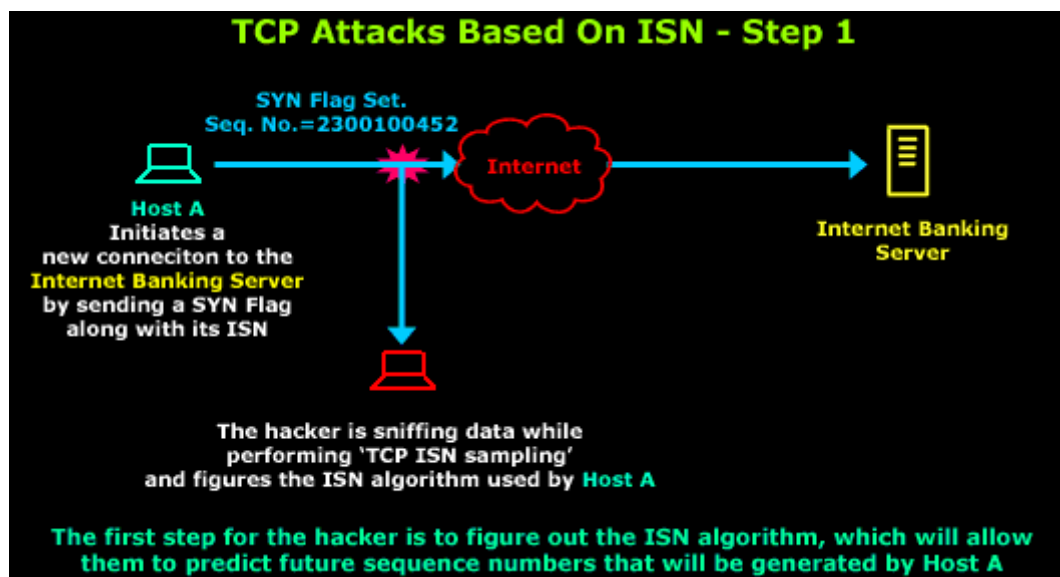 TCP Attacks Based On ISN - Step 1
SYN Flag Set.
Seq. No.=2300100452
Internet
Host A
Initiates a
new conneciton to the
Internet Banking Server
by sending a SYN Flag
along with its ISN
Internet Banking
Server
The hacker is sniffing data while
performing ‘TCP ISN sampling’
and figures the ISN algorithm used by Host A
The first step for the hacker is to figure out the ISN algorithm, which will allow
them to predict future sequence numbers that will be generated by Host A